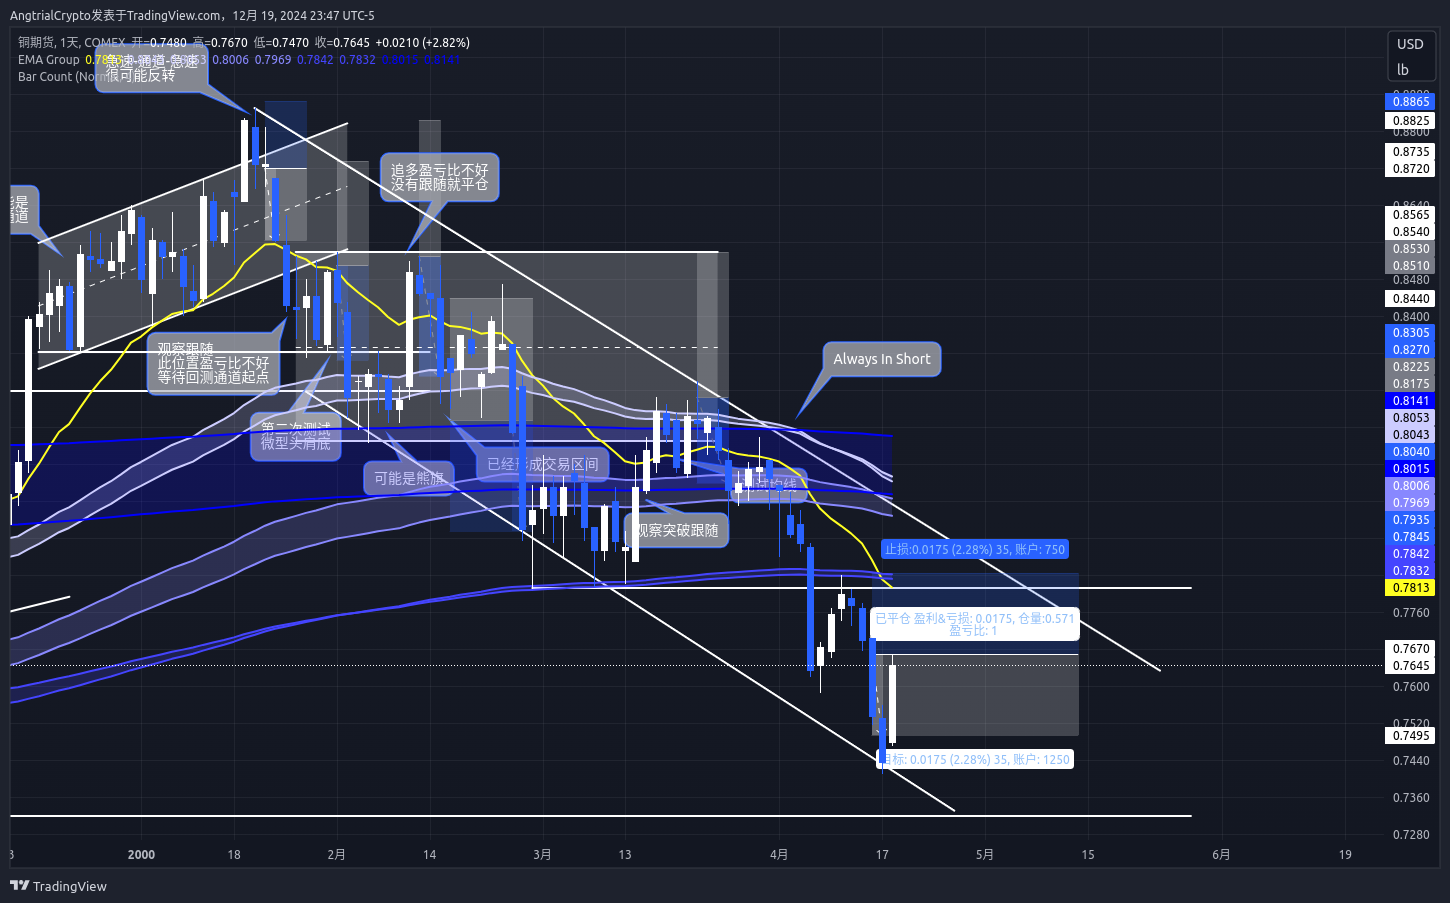 AngtrialCrypto发表于TradingView.com，12月 19, 2024 23:47 UTC-5
铜期货, 1天, COMEX 开=0.7480 高=0.7670 低=0.7470 收=0.7645 +0.0210 (+2.82%)
EMA Group 0.7813 0.8006 0.7969 0.7842 0.7832 0.8015 0.8141
Bar Count
急速-通道-急速
很可能反转
追多盈亏比不好
没有跟随就平仓
是
道
观察跟随
此位置盈亏比不好
等待回测通道起点
第二次测试
微型头肩底
可能是熊旗
已经形成交易区间
观察突破跟随
Always In Short
止损:0.0175 (2.28%) 35, 账户: 750
已平仓 盈利&亏损: 0.0175, 仓量:0.571
盈亏比: 1
目标: 0.0175 (2.28%) 35, 账户: 1250
USD
lb
0.8865
0.8825
0.8800
0.8735
0.8720
0.8640
0.8565
0.8540
0.8530
0.8510
0.8480
0.8440
0.8400
0.8305
0.8270
0.8225
0.8175
0.8141
0.8053
0.8043
0.8040
0.8015
0.8006
0.7969
0.7935
0.7845
0.7842
0.7832
0.7813
0.7760
0.7670
0.7645
0.7600
0.7520
0.7495
0.7440
0.7360
0.7280
2000 18 2月 14 3月 13 4月 17 5月 15 6月 19
TradingView